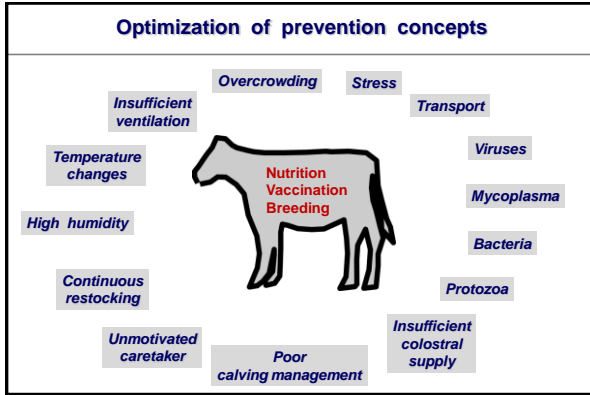 Optimization of prevention concepts
Overcrowding
Stress
Insufficient
ventilation
Transport
Temperature
changes
Viruses
Nutrition
Vaccination
Breeding
Mycoplasma
High humidity
Bacteria
Continuous
restocking
Protozoa
Unmotivated
caretaker
Poor
calving management
Insufficient
colostral
supply